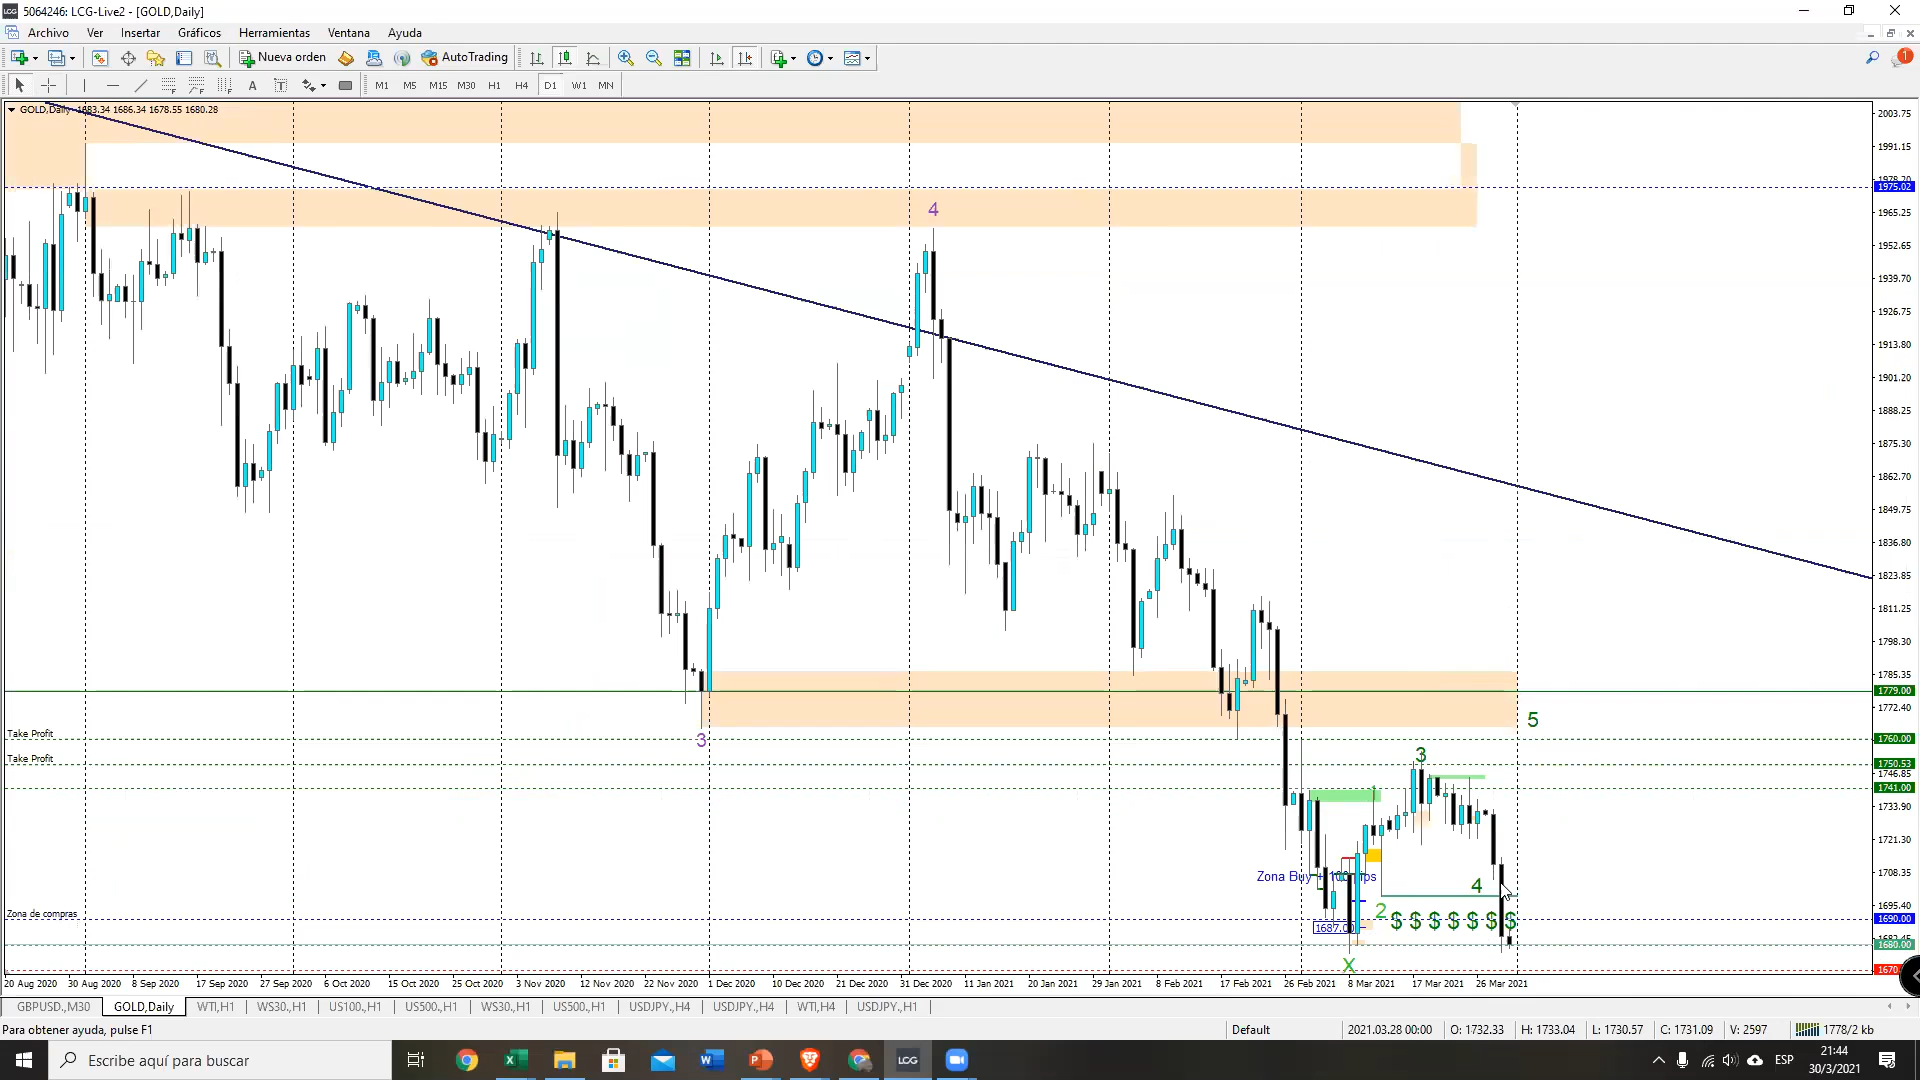 5064246: LCG-Live2 - [GOLD,Daily]
Archivo Ver Insertar Gráficos Herramientas Ventana Ayuda
Nueva orden AutoTrading
A T M1 M5 M15 M30 H1 H4 D1 W1 MN
GOLD,Daily 1683.34 1686.34 1678.55 1680.28
2003.75
1991.15
1978.70
1975.02
1965.25
1952.65
1939.70
1926.75
1913.80
1901.20
1888.25
1875.30
1862.70
1849.75
1836.80
1823.85
1811.25
1798.30
1785.35
1779.00
1772.40
1760.00
1750.53
1746.85
1741.00
1733.90
1721.30
1708.35
1695.40
1690.00
1680.00
4
3
5
Take Profit
Take Profit
3
1
Zona Buy + 100 pips
4
2
$ $ $ $ $ $ $
Zona de compras
1687.00
X
20 Aug 2020 30 Aug 2020 8 Sep 2020 17 Sep 2020 27 Sep 2020 6 Oct 2020 15 Oct 2020 25 Oct 2020 3 Nov 2020 12 Nov 2020 22 Nov 2020 1 Dec 2020 10 Dec 2020 21 Dec 2020 31 Dec 2020 11 Jan 2021 20 Jan 2021 29 Jan 2021 8 Feb 2021 17 Feb 2021 26 Feb 2021 8 Mar 2021 17 Mar 2021 26 Mar 2021
GBPUSD.,M30 GOLD,Daily WTI,H1 WS30.,H1 US100.,H1 US500.,H1 WS30.,H1 US500.,H1 USDJPY.,H4 USDJPY.,H4 WTI,H4 USDJPY.,H1
Para obtener ayuda, pulse F1 Default 2021.03.28 00:00 O: 1732.33 H: 1733.04 L: 1730.57 C: 1731.09 V: 2597 1778/2 kb
Escribe aquí para buscar LCG ESP 21:44
30/3/2021